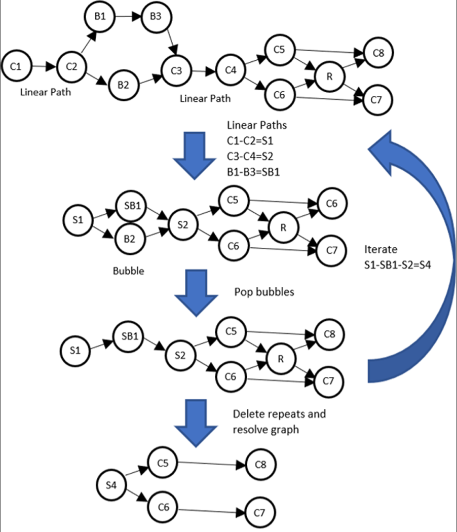 B1
B3
C1
C2
B2
C3
C4
C5
C6
R
C8
C7
Linear Path
Linear Path
Linear Paths
C1-C2=S1
C3-C4=S2
B1-B3=SB1
S1
SB1
B2
S2
C5
C6
R
C6
C7
Bubble
Iterate
S1-SB1-S2=S4
Pop bubbles
S1
SB1
S2
C5
C6
R
C8
C7
Delete repeats and
resolve graph
S4
C5
C8
C6
C7